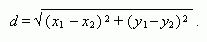 d = √(x₁ − x₂)² + (y₁ − y₂)² .